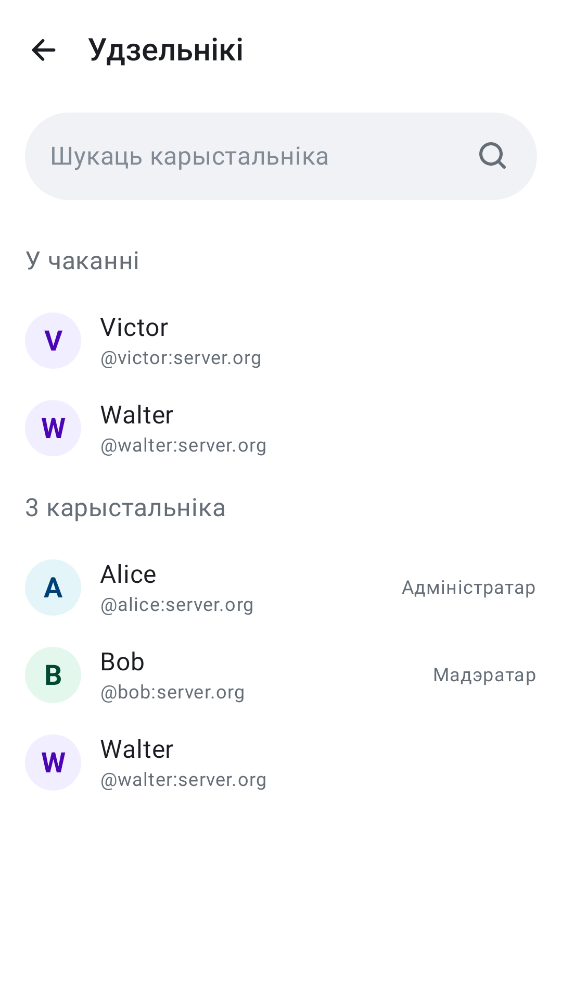 Удзельнікі
Шукаць карыстальніка
У чаканні
V
Victor
@victor:server.org
W
Walter
@walter:server.org
3 карыстальніка
A
Alice
@alice:server.org
Адміністратар
B
Bob
@bob:server.org
Мадэратар
W
Walter
@walter:server.org